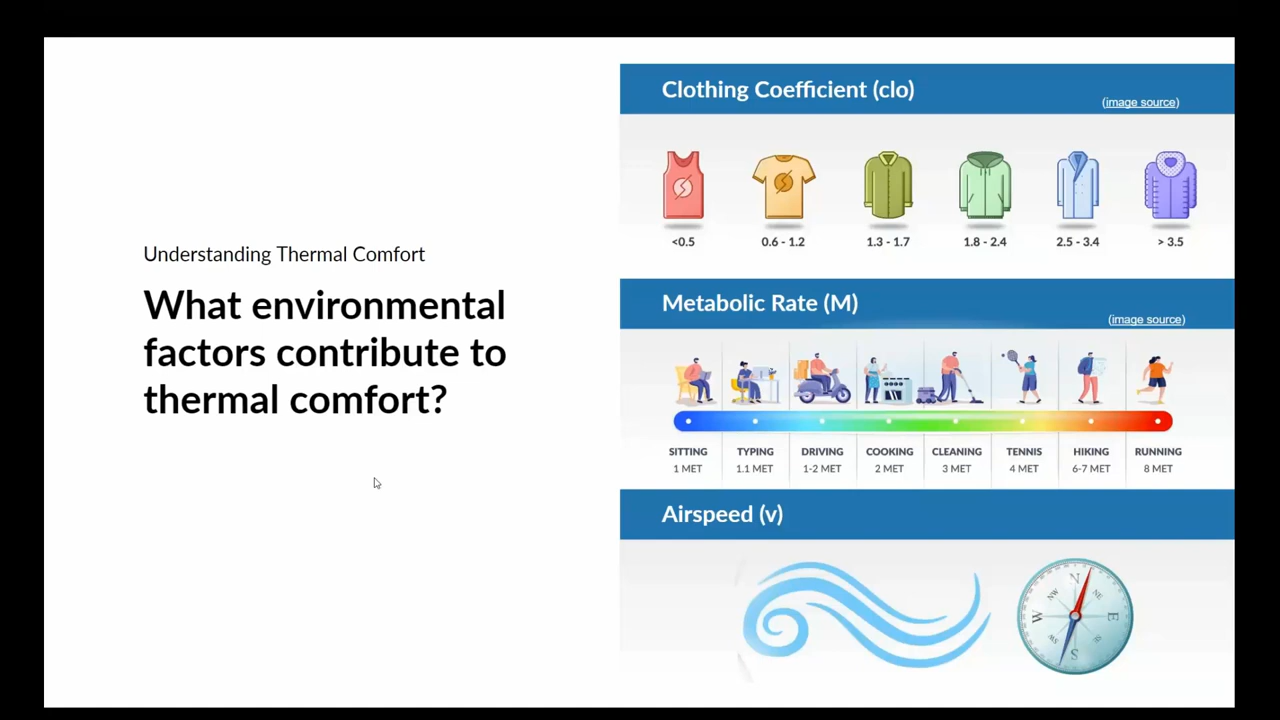 Understanding Thermal Comfort
What environmental
factors contribute to
thermal comfort?
Clothing Coefficient (clo)
(image source)
<0.5
0.6 - 1.2
1.3 - 1.7
1.8 - 2.4
2.5 - 3.4
> 3.5
Metabolic Rate (M)
(image source)
SITTING TYPING DRIVING COOKING CLEANING TENNIS HIKING RUNNING
1 MET 1.1 MET 1-2 MET 2 MET 3 MET 4 MET 6-7 MET 8 MET
Airspeed (v)
N
NW NE
W E
SW
S